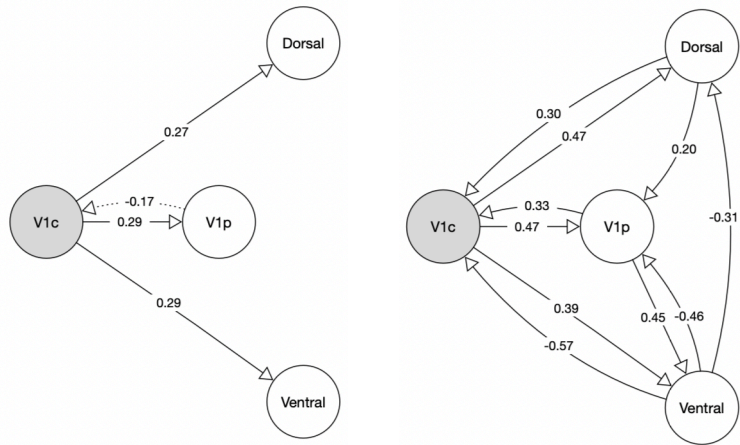 Dorsal
0.27
-0.17
V1c
0.29
V1p
0.29
Ventral
Dorsal
0.30
0.47
0.20
0.33
-0.31
V1c
0.47
V1p
0.39
0.45
-0.46
-0.57
Ventral